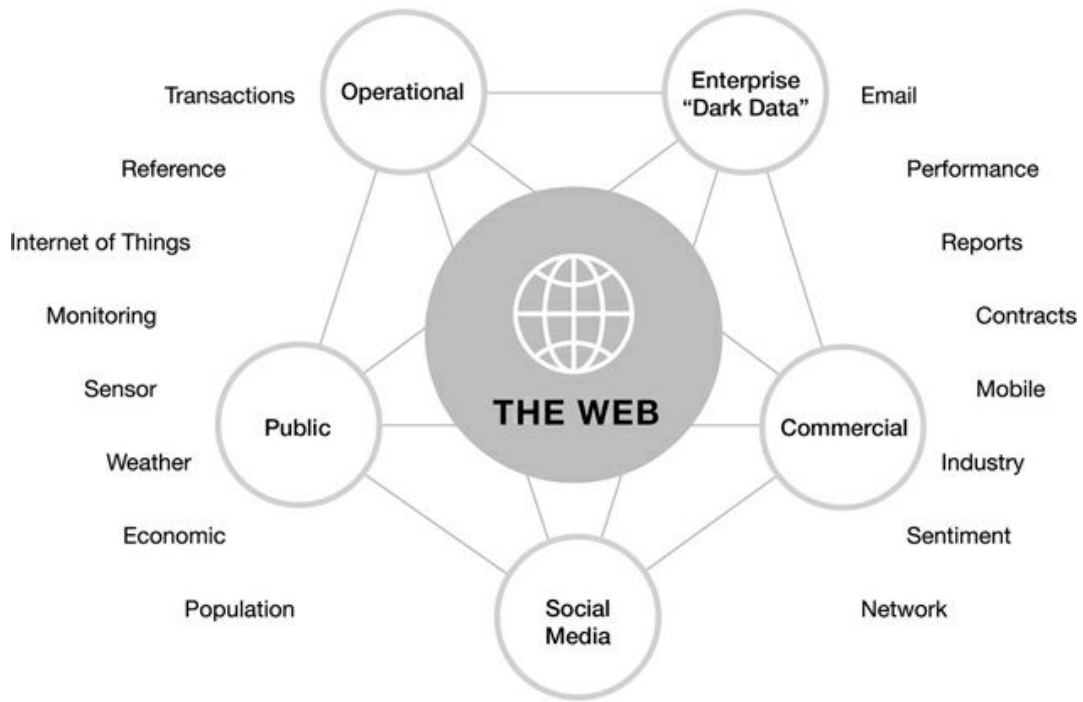 Transactions
Operational
Enterprise
“Dark Data”
Email
Reference
Performance
Internet of Things
Reports
Monitoring
Contracts
Sensor
Mobile
THE WEB
Public
Commercial
Weather
Industry
Economic
Sentiment
Population
Social
Media
Network